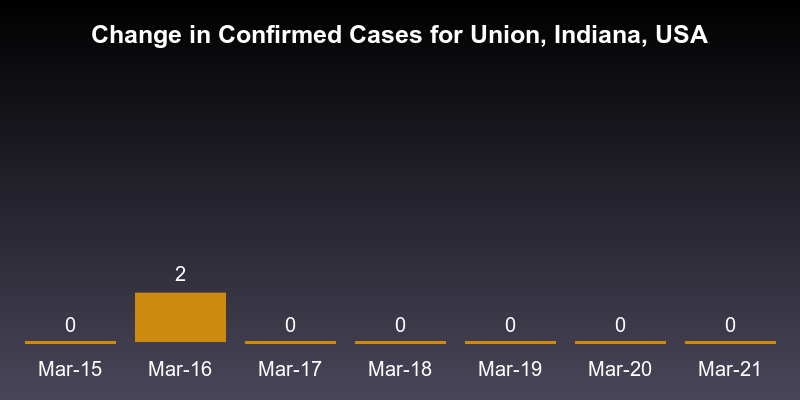 Change in Confirmed Cases for Union, Indiana, USA
0 2 0 0 0 0 0
Mar-15 Mar-16 Mar-17 Mar-18 Mar-19 Mar-20 Mar-21